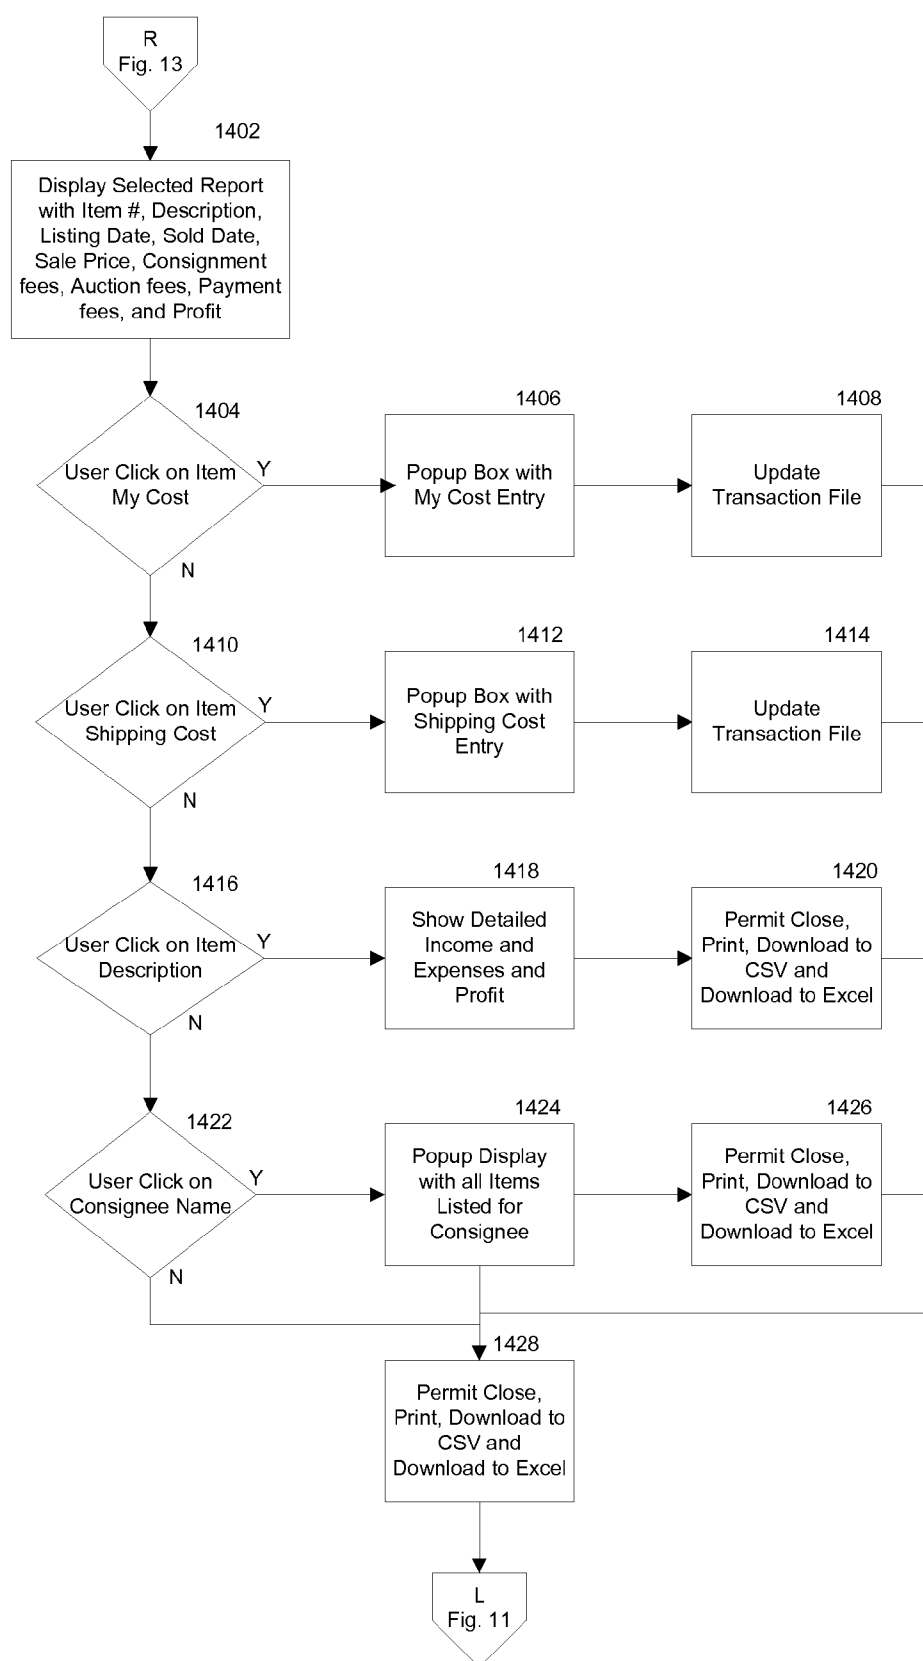 R
Fig. 13
1402
Display Selected Report
with Item #, Description,
Listing Date, Sold Date,
Sale Price, Consignment
fees, Auction fees, Payment
fees, and Profit
1404
User Click on Item
My Cost
Y
N
1406
Popup Box with
My Cost Entry
1408
Update
Transaction File
1410
User Click on Item
Shipping Cost
Y
N
1412
Popup Box with
Shipping Cost
Entry
1414
Update
Transaction File
1416
User Click on Item
Description
Y
N
1418
Show Detailed
Income and
Expenses and
Profit
1420
Permit Close,
Print, Download to
CSV and
Download to Excel
1422
User Click on
Consignee Name
Y
N
1424
Popup Display
with all Items
Listed for
Consignee
1426
Permit Close,
Print, Download to
CSV and
Download to Excel
1428
Permit Close,
Print, Download to
CSV and
Download to Excel
L
Fig. 11